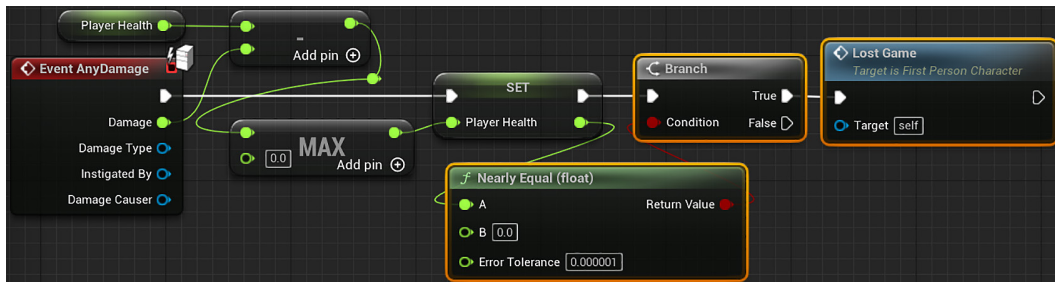 Player Health
-
Add pin
Event AnyDamage
Damage
Damage Type
Instigated By
Damage Causer
0.0
MAX
Add pin
SET
Player Health
Branch
True
Condition
False
Lost Game
Target is First Person Character
Target self
Nearly Equal (float)
A
Return Value
B 0.0
Error Tolerance 0.000001